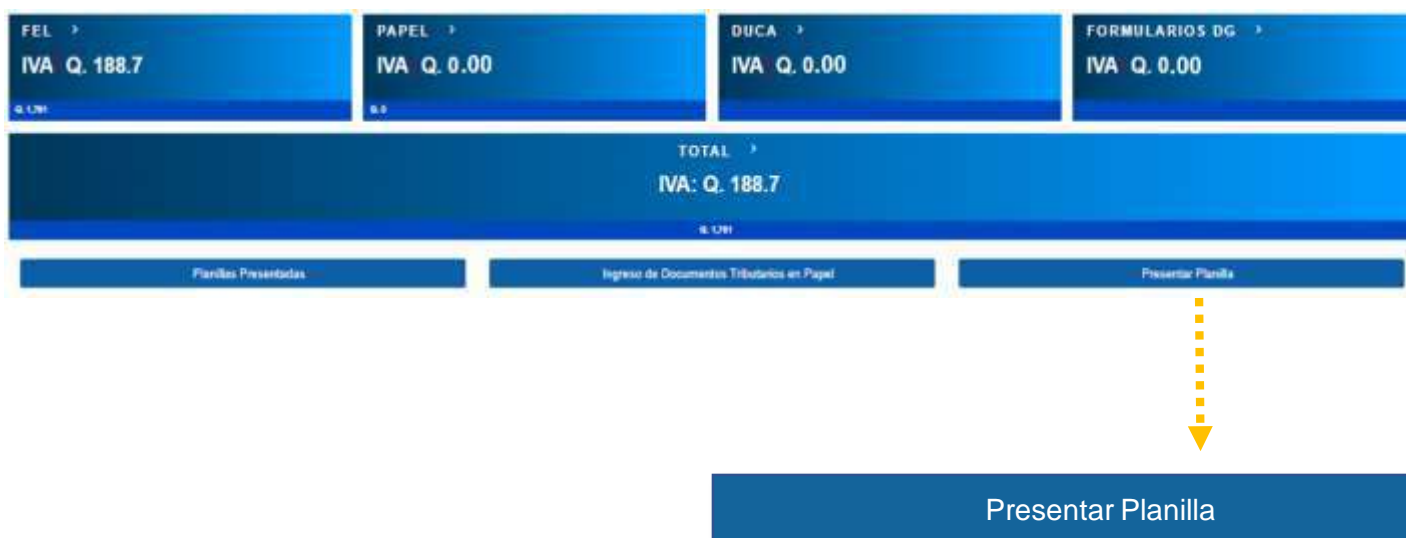 FEL >
IVA Q. 188.7
PAPEL >
IVA Q. 0.00
Q. 0
DUCA >
IVA Q. 0.00
FORMULARIOS DG >
IVA Q. 0.00
TOTAL >
IVA: Q. 188.7
Planillas Presentadas
Ingreso de Documentos Tributarios en Papel
Presentar Planilla
Presentar Planilla